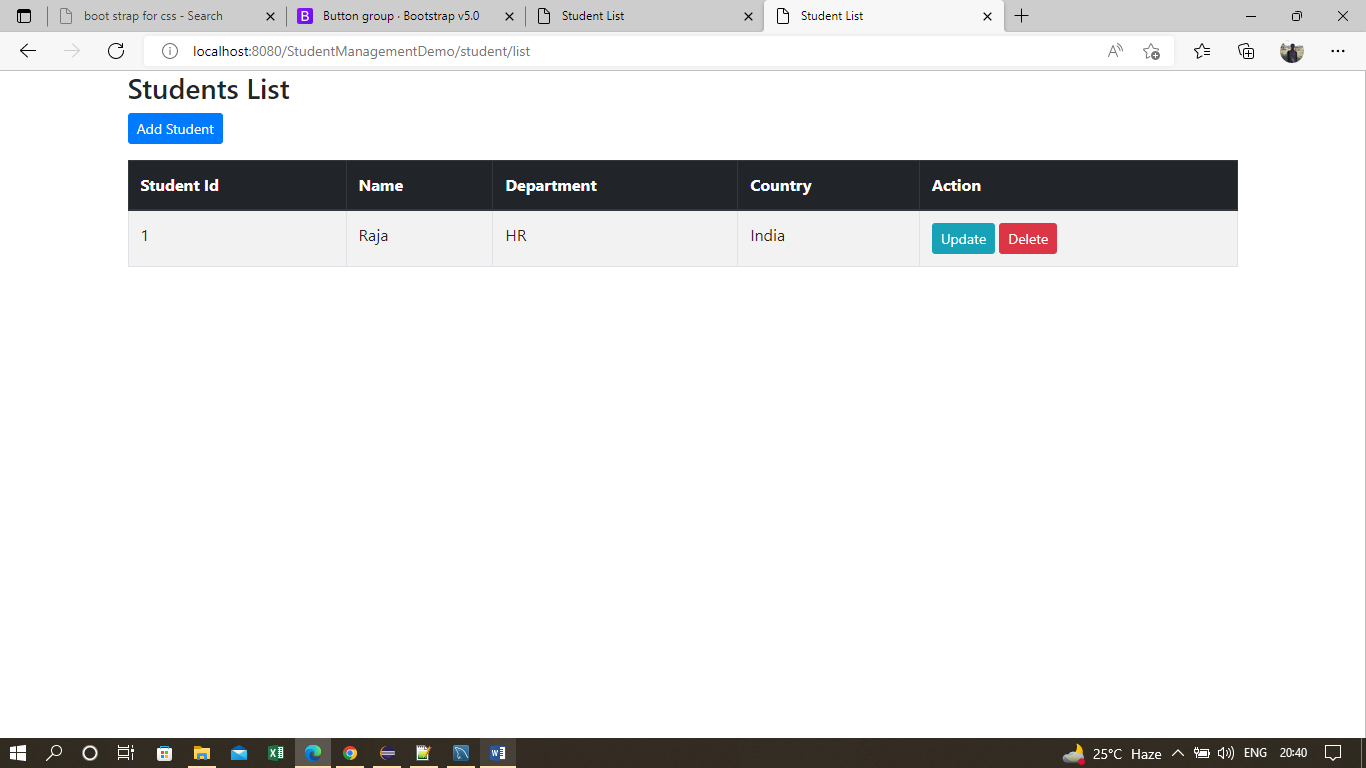 boot strap for css - Search
Button group · Bootstrap v5.0
Student List
Student List
localhost:8080/StudentManagementDemo/student/list
Students List
Add Student
Student Id Name Department Country Action
1 Raja HR India Update Delete
25°C Haze ENG 20:40